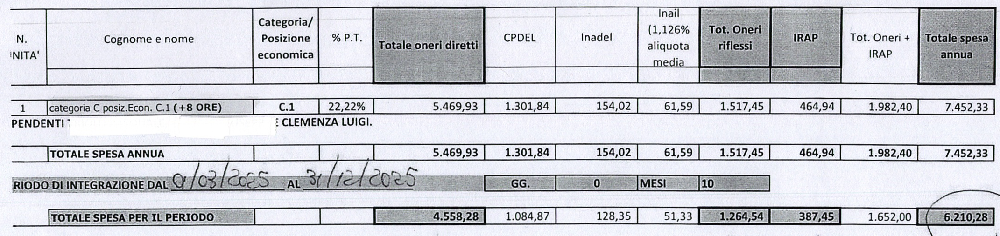 N. NITA' Cognome e nome Categoria/ Posizione economica % P.T. Totale oneri diretti CPDEL Inadel Inail (1,126% aliquota media Tot. Oneri riflessi IRAP Tot. Oneri + IRAP Totale spesa annua
1 categoria C posiz.Econ. C.1 (+8 ORE) C.1 22,22% 5.469,93 1.301,84 154,02 61,59 1.517,45 464,94 1.982,40 7.452,33
PENDENTI E CLEMENZA LUIGI.
TOTALE SPESA ANNUA 5.469,93 1.301,84 154,02 61,59 1.517,45 464,94 1.982,40 7.452,33
RIODO DI INTEGRAZIONE DAL 01/03/2025 AL 31/12/2025 GG. 0 MESI 10
TOTALE SPESA PER IL PERIODO 4.558,28 1.084,87 128,35 51,33 1.264,54 387,45 1.652,00 6.210,28